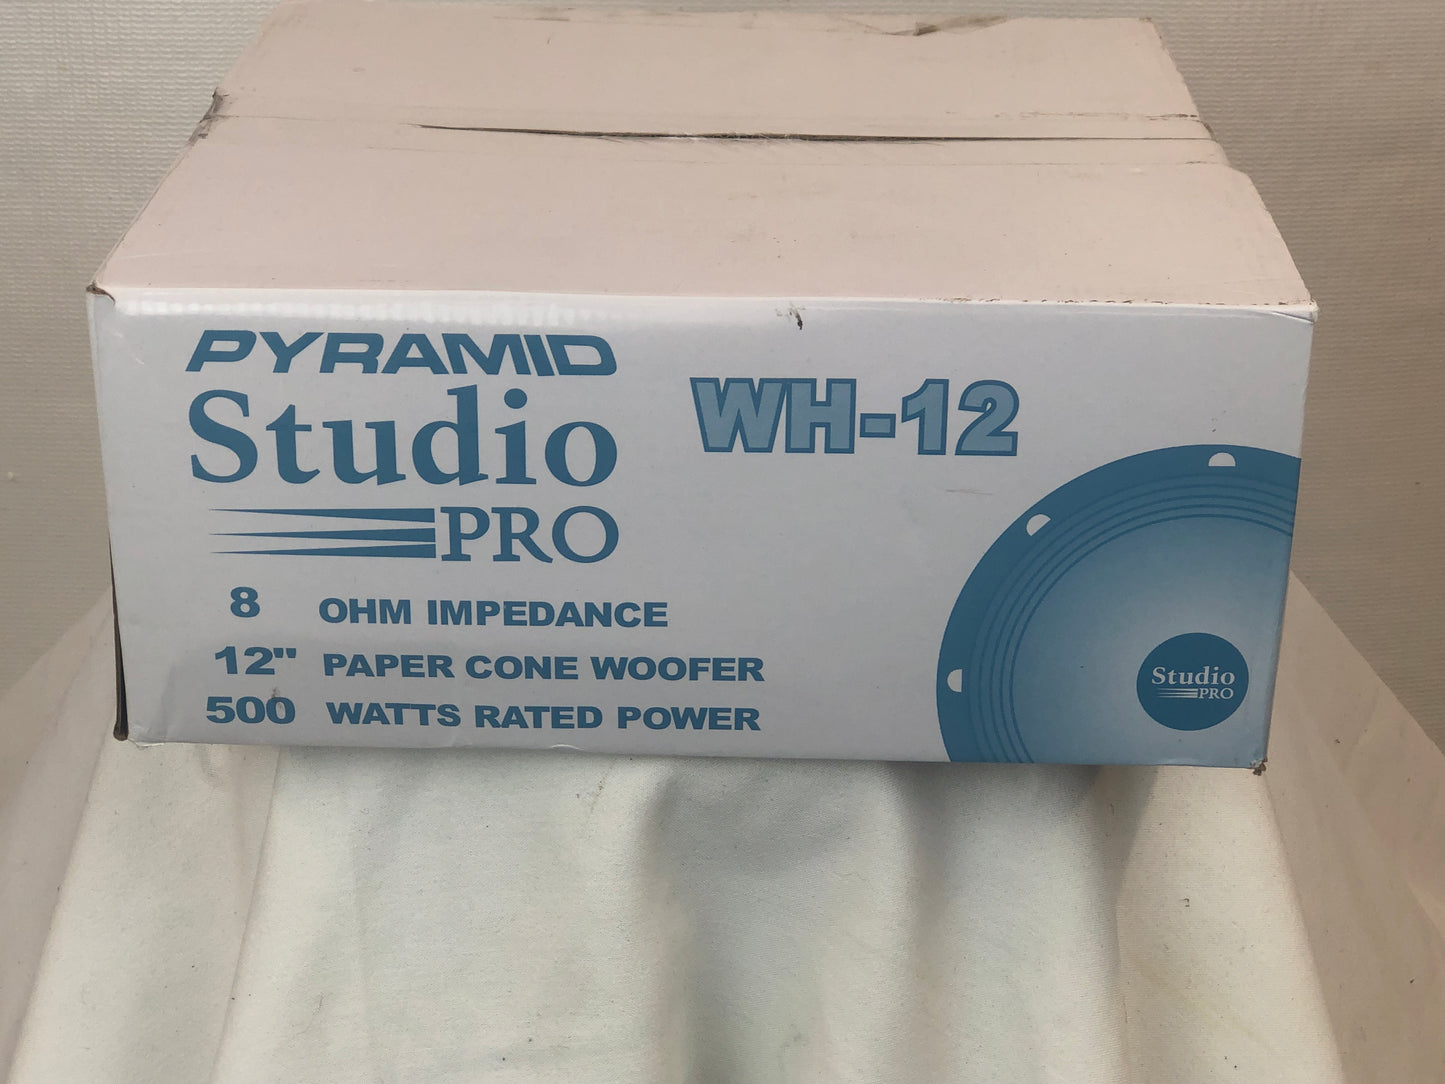 PYRAMID
Studio
PRO
WH-12
8 OHM IMPEDANCE
12" PAPER CONE WOOFER
500 WATTS RATED POWER
Studio
PRO